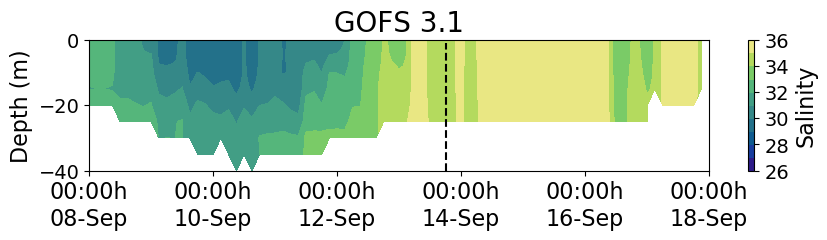 GOFS 3.1
Depth (m)
0
−20
−40
00:00h 00:00h 00:00h 00:00h 00:00h 00:00h
08-Sep 10-Sep 12-Sep 14-Sep 16-Sep 18-Sep
36
34
32
30
28
26
Salinity